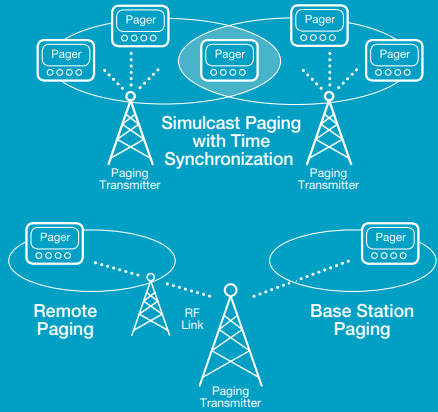 Pager
Pager
Pager
Pager
Pager
Simulcast Paging
with Time
Synchronization
Paging
Transmitter
Paging
Transmitter
Pager
Pager
Remote
Paging
RF
Link
Base Station
Paging
Paging
Transmitter